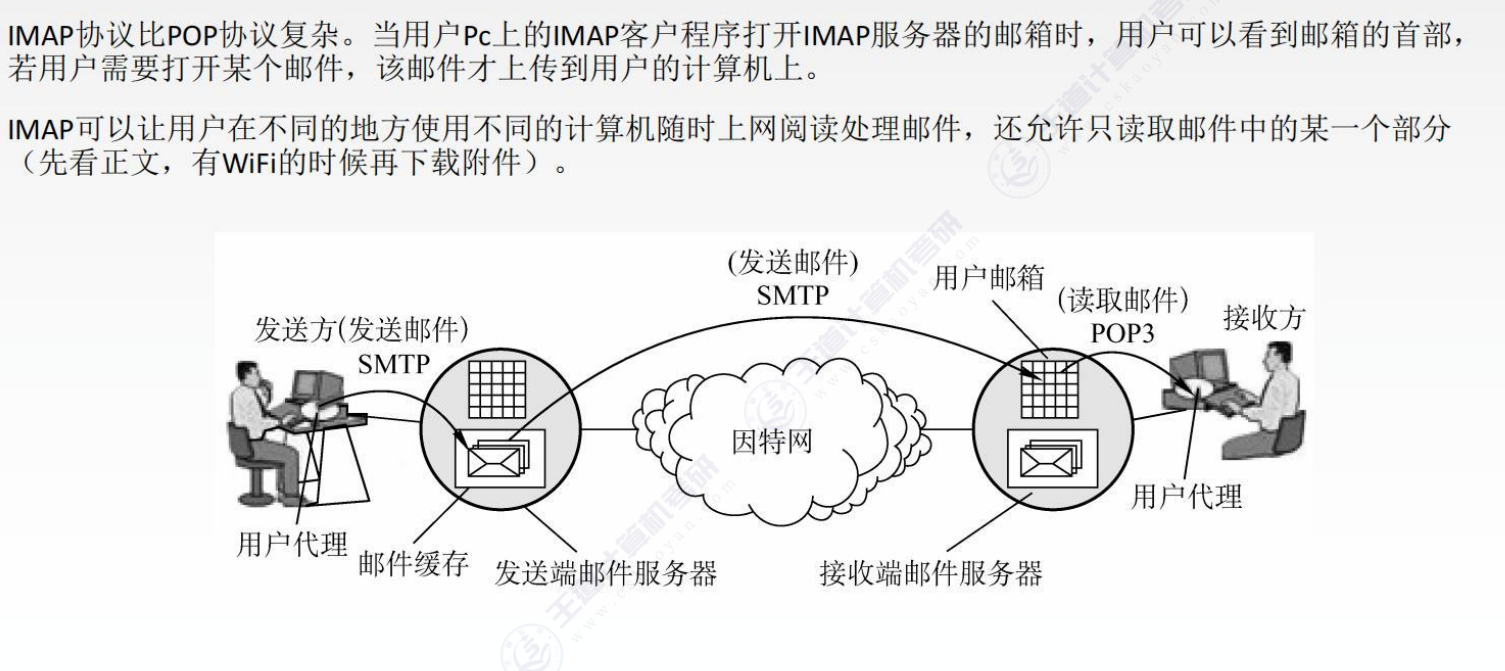 IMAP协议比POP协议复杂。当用户Pc上的IMAP客户程序打开IMAP服务器的邮箱时，用户可以看到邮箱的首部，
若用户需要打开某个邮件，该邮件才上传到用户的计算机上。
IMAP可以让用户在不同的地方使用不同的计算机随时上网阅读处理邮件，还允许只读取邮件中的某一个部分
（先看正文，有WiFi的时候再下载附件）。
(发送邮件)
SMTP
用户邮箱
(读取邮件)
POP3
接收方
发送方(发送邮件)
SMTP
因特网
用户代理
用户代理
邮件缓存
发送端邮件服务器
接收端邮件服务器
王道计算机考研
www.cskaoyan.com